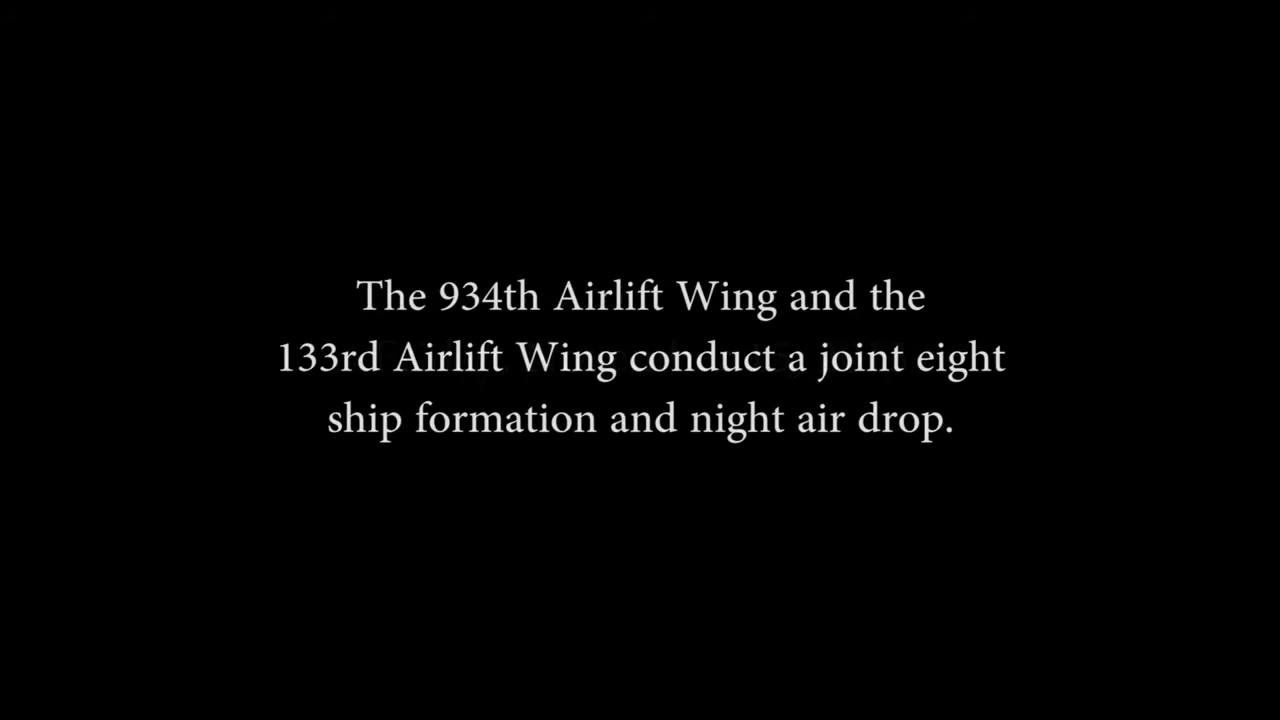 The 934th Airlift Wing and the
133rd Airlift Wing conduct a joint eight
ship formation and night air drop.